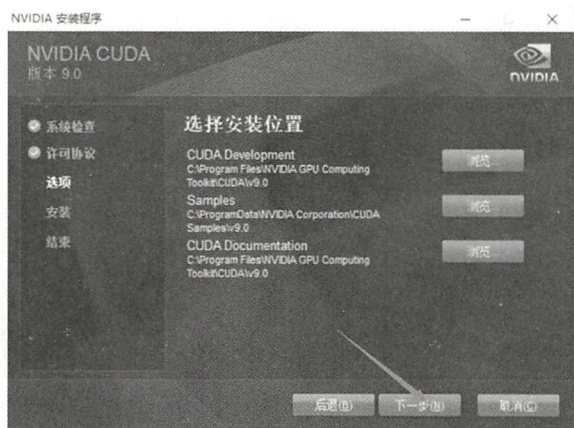 NVIDIA 安装程序
NVIDIA CUDA
版本 9.0
NVIDIA
系统检查
许可协议
选项
安装
结束
选择安装位置
CUDA Development
C:\Program Files\NVIDIA GPU Computing
Toolkit\CUDA\v9.0
浏览
Samples
C:\ProgramData\NVIDIA Corporation\CUDA
Samples\v9.0
浏览
CUDA Documentation
C:\Program Files\NVIDIA GPU Computing
Toolkit\CUDA\v9.0
浏览
后退(B)
下一步(N)
取消(C)